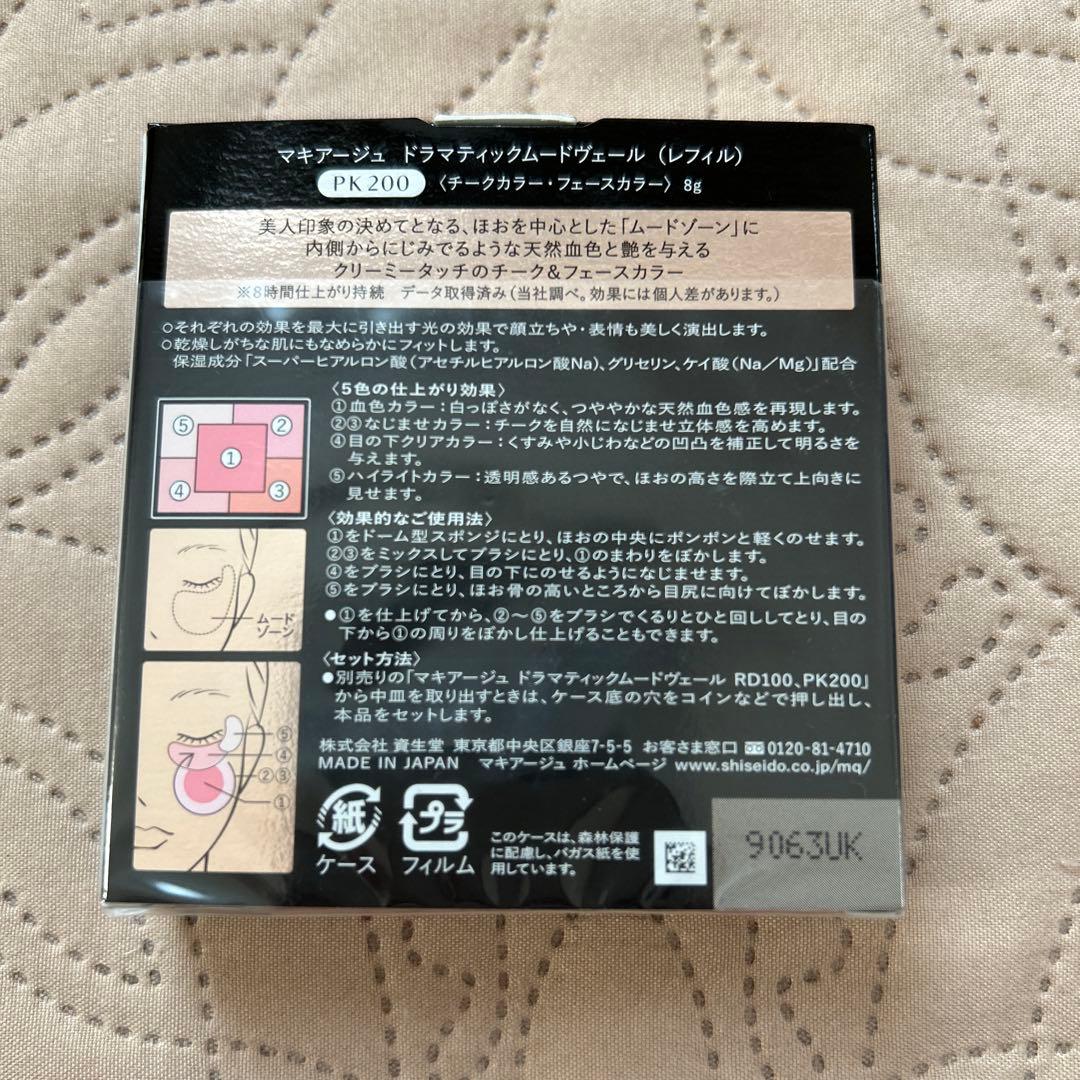 マキアージュ ドラマティックムードヴェール (レフィル)
PK200 〈チークカラー・フェースカラー〉 8g
美人印象の決めてとなる、ほおを中心とした「ムードゾーン」に
内側からにじみでるような天然血色と艶を与える
クリーミータッチのチーク&フェースカラー
※8時間仕上がり持続 データ取得済み(当社調べ。効果には個人差があります。)
○それぞれの効果を最大に引き出す光の効果で顔立ちや・表情も美しく演出します。
○乾燥しがちな肌にもなめらかにフィットします。
保湿成分「スーパーヒアルロン酸(アセチルヒアルロン酸Na)、グリセリン、ケイ酸(Na/Mg)」配合
〈5色の仕上がり効果〉
①血色カラー:白っぽさがなく、つややかな天然血色感を再現します。
②③なじませカラー:チークを自然になじませ立体感を高めます。
④目の下クリアカラー:くすみや小じわなどの凹凸を補正して明るさを
与えます。
⑤ハイライトカラー:透明感あるつやで、ほおの高さを際立て上向きに
見せます。
⑤ ②
①
④ ③
〈効果的なご使用法〉
①をドーム型スポンジにとり、ほおの中央にポンポンと軽くのせます。
②③をミックスしてブラシにとり、①のまわりをぼかします。
④をブラシにとり、目の下にのせるようになじませます。
⑤をブラシにとり、ほお骨の高いところから目尻に向けてぼかします。
●①を仕上げてから、②〜⑤をブラシでくるりとひと回ししてとり、目の
下から①の周りをぼかし仕上げることもできます。
ムード
ゾーン
〈セット方法〉
●別売りの「マキアージュ ドラマティックムードヴェール RD100、PK200」
から中皿を取り出すときは、ケース底の穴をコインなどで押し出し、
本品をセットします。
⑤
④
②③
①
株式会社 資生堂 東京都中央区銀座7-5-5 お客さま窓口 0120-81-4710
MADE IN JAPAN マキアージュ ホームページ www.shiseido.co.jp/mq/
紙
ケース
プラ
フィルム
このケースは、森林保護
に配慮し、バガス紙を使
用しています。
9063UK